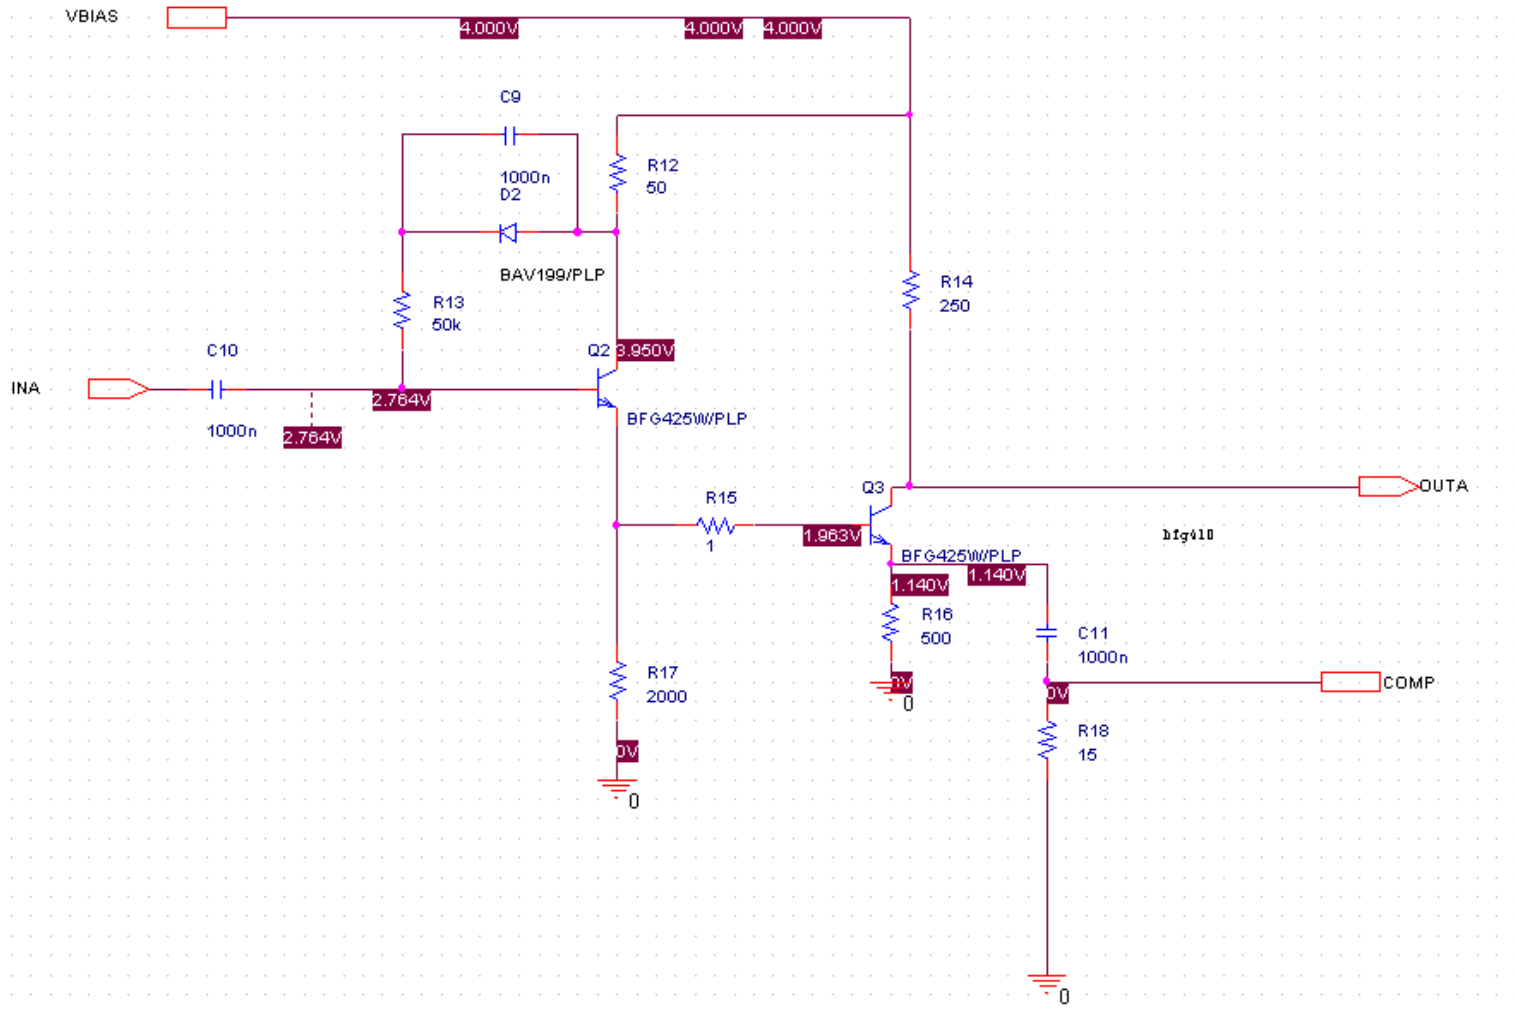 VBIAS
4.000V 4.000V 4.000V
C9
1000n
D2
BAV199/PLP
R12
50
R13
50k
R14
250
C10
1000n
INA
2.764V
2.764V
Q2
3.950V
BFG425W/PLP
R15
1
1.963V
Q3
OUTA
bfg410
BFG425W/PLP
1.140V
1.140V
R16
500
0V
0
C11
1000n
COMP
0V
R17
2000
0V
0
R18
15
0